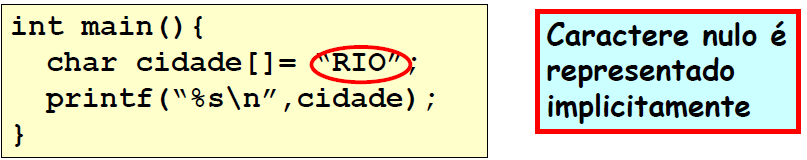 int main(){
char cidade[]= “RIO”;
printf(“%s\n”,cidade);
}
Caractere nulo é
representado
implicitamente